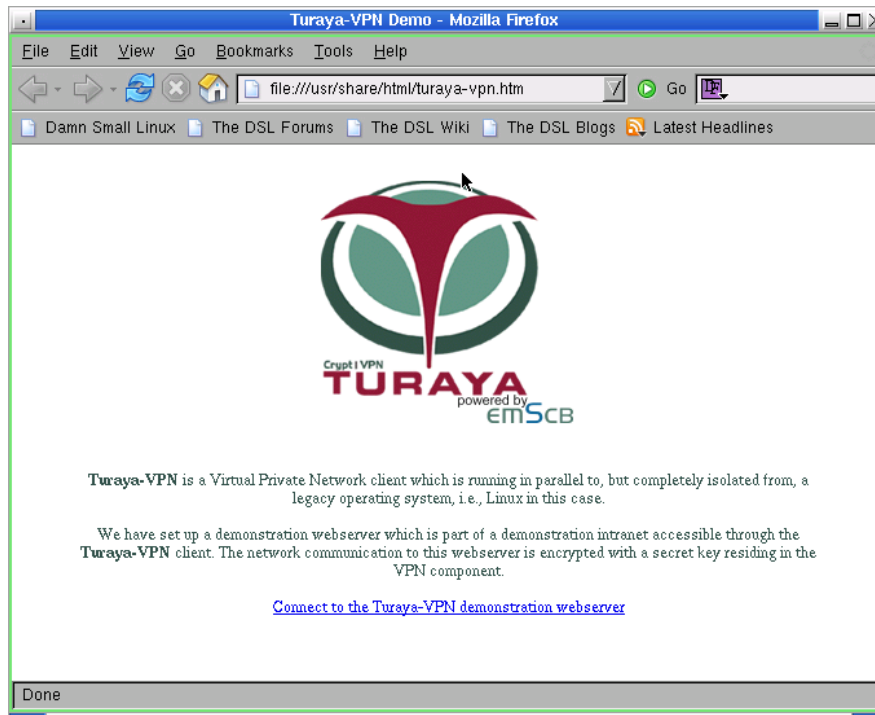 Turaya-VPN Demo - Mozilla Firefox
File Edit View Go Bookmarks Tools Help
file:///usr/share/html/turaya-vpn.htm Go
Damn Small Linux The DSL Forums The DSL Wiki The DSL Blogs Latest Headlines
Crypt | VPN
TURAYA
powered by
emSCB
Turaya-VPN is a Virtual Private Network client which is running in parallel to, but completely isolated from, a
legacy operating system, i.e., Linux in this case.
We have set up a demonstration webserver which is part of a demonstration intranet accessible through the
Turaya-VPN client. The network communication to this webserver is encrypted with a secret key residing in the
VPN component.
Connect to the Turaya-VPN demonstration webserver
Done